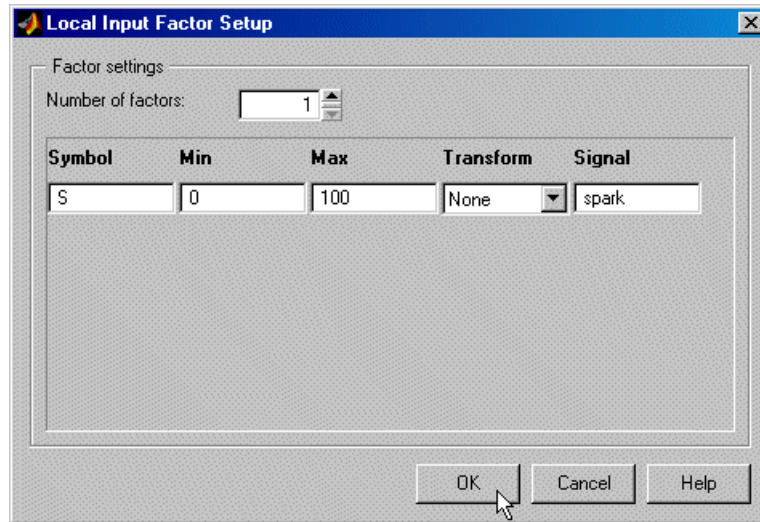 Local Input Factor Setup
Factor settings
Number of factors: 1
Symbol Min Max Transform Signal
S 0 100 None spark
OK Cancel Help